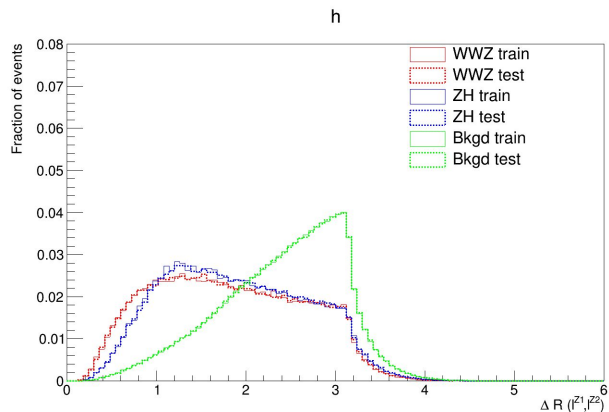 h
Fraction of events
0.08
0.07
0.06
0.05
0.04
0.03
0.02
0.01
0
WWZ train
WWZ test
ZH train
ZH test
Bkgd train
Bkgd test
0 1 2 3 4 5 6
Δ R (l^Z1,l^Z2)